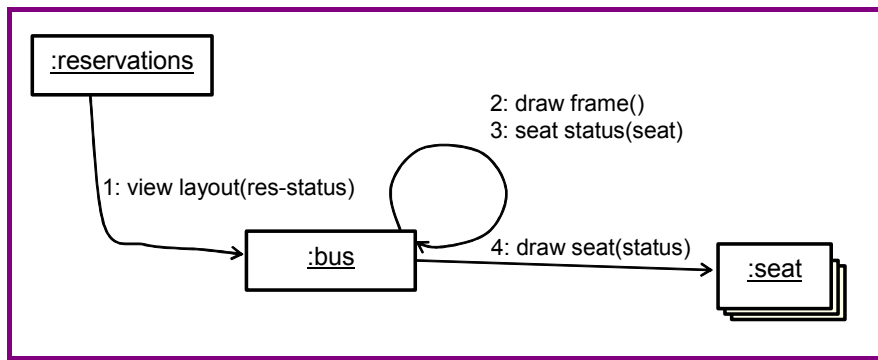 :reservations
2: draw frame()
3: seat status(seat)
1: view layout(res-status)
4: draw seat(status)
:bus
:seat